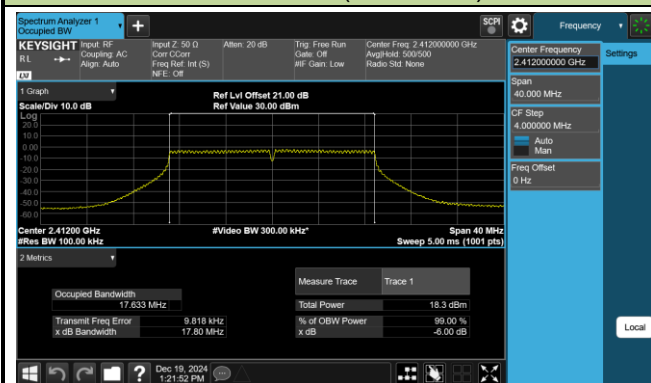 Spectrum Analyzer 1
Occupied BW
+
SCPI
Frequency
KEYSIGHT
RL
LXI
Input: RF
Coupling: AC
Align: Auto
Input Z: 50 Ω
Corr CCorr
Freq Ref: Int (S)
NFE: Off
Atten: 20 dB
Trig: Free Run
Gate: Off
#IF Gain: Low
Center Freq: 2.412000000 GHz
Avg|Hold: 500/500
Radio Std: None
Center Frequency
2.412000000 GHz
Settings
Span
40.000 MHz
CF Step
4.000000 MHz
Auto
Man
Freq Offset
0 Hz
Local
1 Graph
Scale/Div 10.0 dB
Ref Lvl Offset 21.00 dB
Ref Value 30.00 dBm
Log
20.0
10.0
0.00
-10.0
-20.0
-30.0
-40.0
-50.0
-60.0
Center 2.41200 GHz
#Res BW 100.00 kHz
#Video BW 300.00 kHz*
Span 40 MHz
Sweep 5.00 ms (1001 pts)
2 Metrics
Measure Trace Trace 1
Occupied Bandwidth
17.633 MHz
Total Power 18.3 dBm
Transmit Freq Error 9.818 kHz
% of OBW Power 99.00 %
x dB Bandwidth 17.80 MHz
x dB -6.00 dB
?
Dec 19, 2024
1:21:52 PM